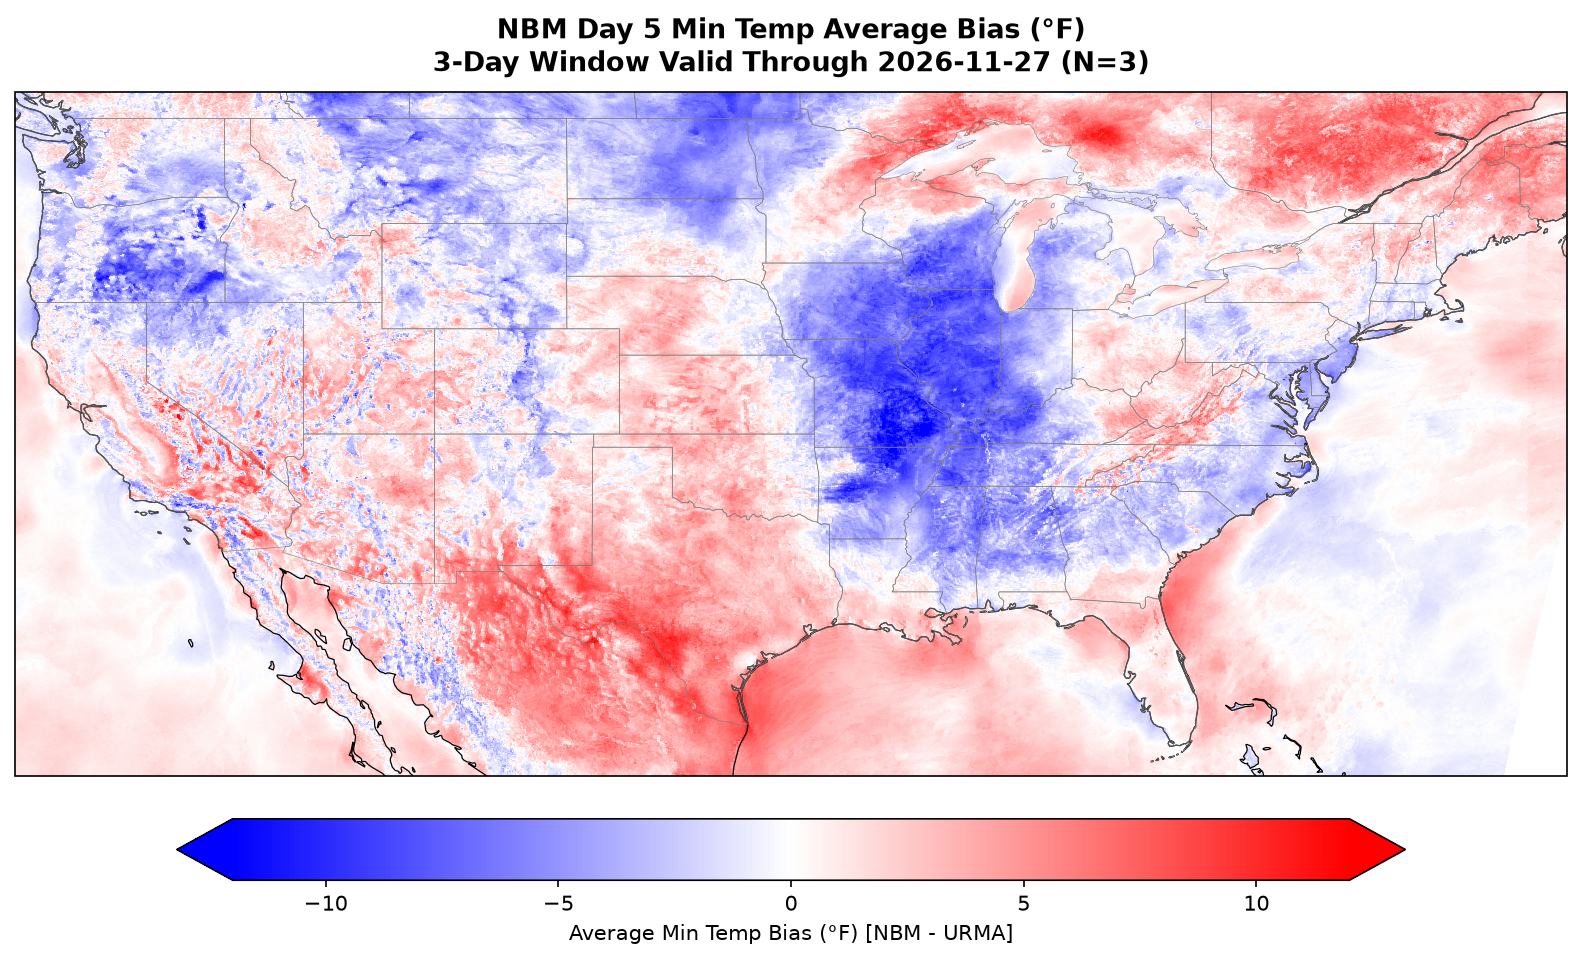 NBM Day 5 Min Temp Average Bias (°F)
3-Day Window Valid Through 2026-11-27 (N=3)
−10 −5 0 5 10
Average Min Temp Bias (°F) [NBM - URMA]